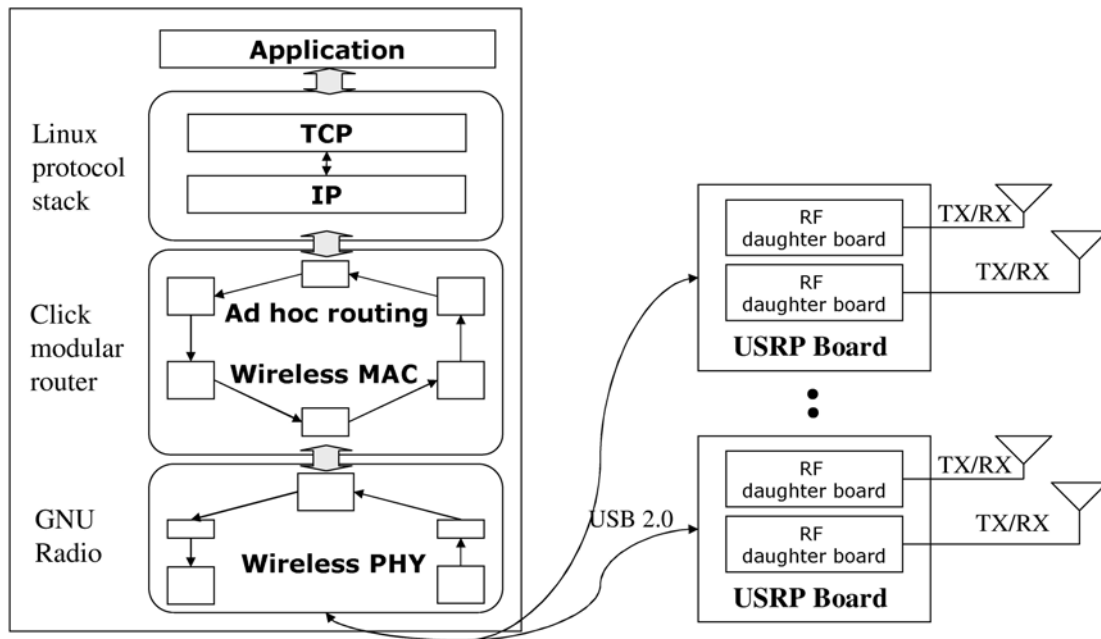 Application
Linux
protocol
stack
TCP
IP
Click
modular
router
Ad hoc routing
Wireless MAC
GNU
Radio
Wireless PHY
USB 2.0
RF
daughter board
TX/RX
RF
daughter board
TX/RX
USRP Board
RF
daughter board
TX/RX
RF
daughter board
TX/RX
USRP Board